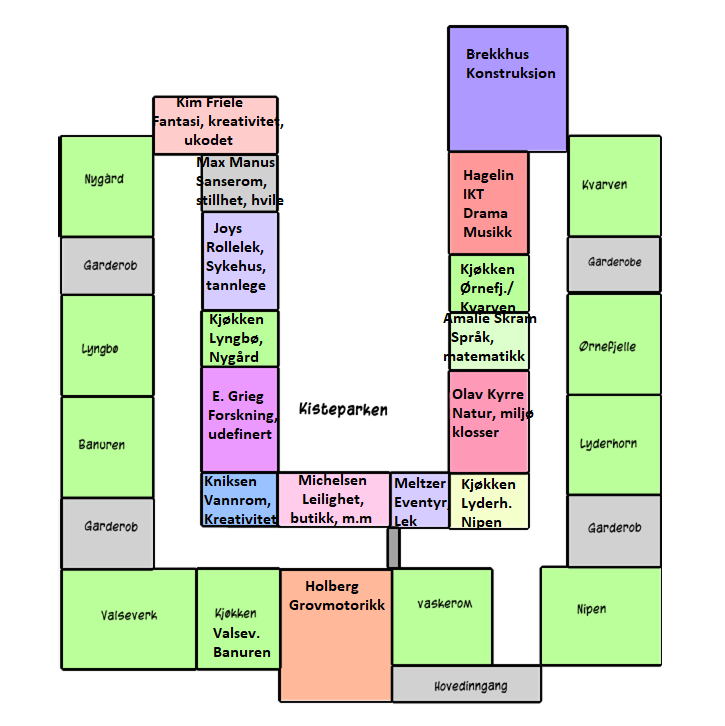 Brekkhus
Konstruksjon
Kim Friele
Fantasi, kreativitet,
ukodet
Max Manus
Sanserom,
stillhet, hvile
Nygård
Hagelin
IKT
Drama
Musikk
Kvarven
Joys
Rollelek,
Sykehus,
tannlege
Garderob
Kjøkken
Ørnefj./
Kvarven
Garderobe
Kjøkken
Lyngbø,
Nygård
Amalie Skram
Språk,
matematikk
Lyngbø
Ørnefjelle
E. Grieg
Forskning,
udefinert
Kisteparken
Olav Kyrre
Natur, miljø
klosser
Banuren
Lyderhorn
Kniksen
Vannrom,
Kreativitet
Michelsen
Leilighet,
butikk, m.m
Meltzer
Eventyr,
Lek
Kjøkken
Lyderh.
Nipen
Garderob
Garderob
Valseverk
Kjøkken
Valsev.
Banuren
Holberg
Grovmotorikk
vaskerom
Nipen
Hovedinngang